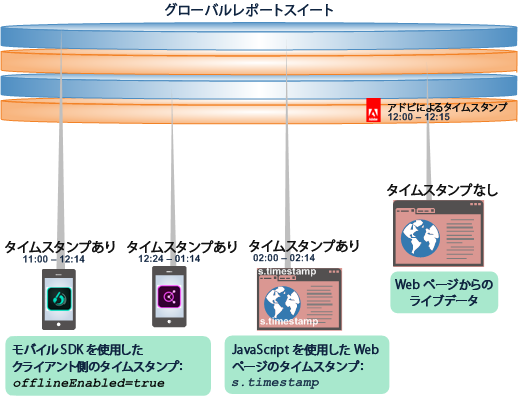 グローバルレポートスイート
アドビによるタイムスタンプ
12:00 – 12:15
タイムスタンプなし
タイムスタンプあり
11:00 – 12:14
タイムスタンプあり
12:24 – 01:14
タイムスタンプあり
02:00 – 02:14
s.timestamp
s.timestamp
Web ページからの
ライブデータ
モバイル SDK を使用した
クライアント側のタイムスタンプ：
offlineEnabled=true
JavaScript を使用した Web
ページのタイムスタンプ：
s.timestamp